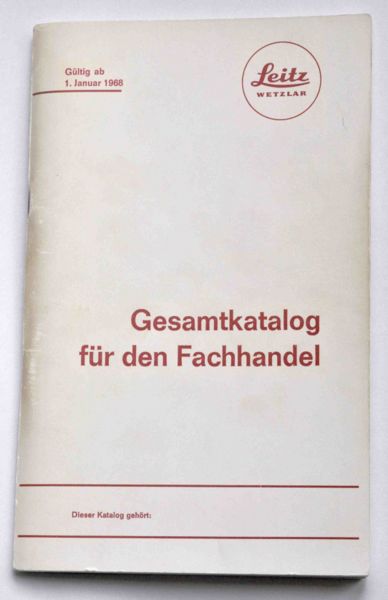 Gültig ab
1. Januar 1968
Leitz
WETZLAR
Gesamtkatalog
für den Fachhandel
Dieser Katalog gehört: